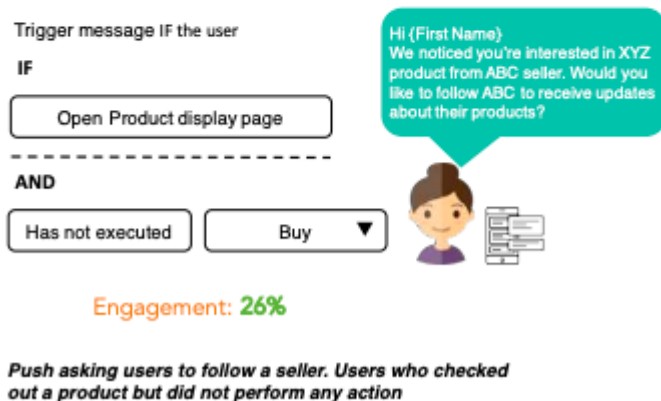 Trigger message IF the user
IF
Open Product display page
AND
Has not executed
Buy
Hi {First Name}
We noticed you're interested in XYZ
product from ABC seller. Would you
like to follow ABC to receive updates
about their products?
Engagement: 26%
Push asking users to follow a seller. Users who checked
out a product but did not perform any action